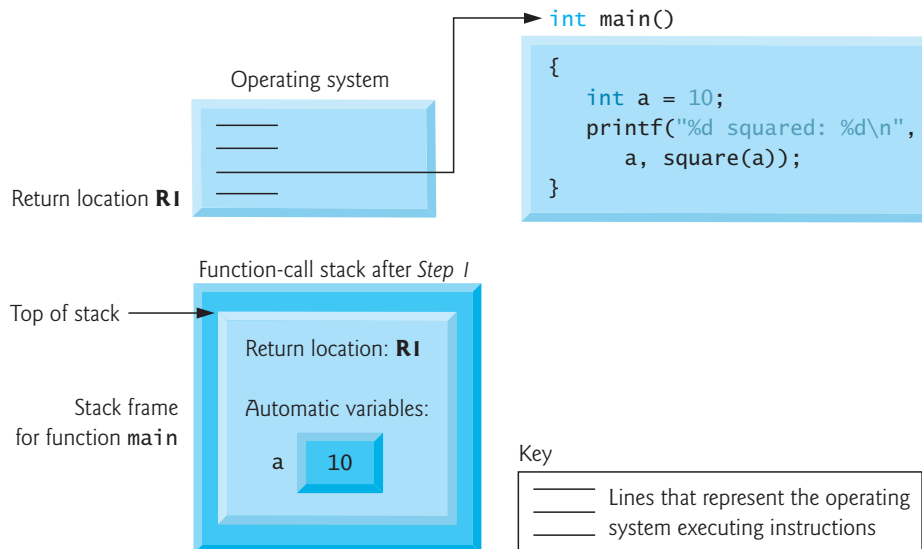 int main()
Operating system
{
int a = 10;
printf("%d squared: %d\n",
a, square(a));
}
Return location R1
Function-call stack after Step 1
Top of stack
Return location: R1
Automatic variables:
a 10
Stack frame
for function main
Key
Lines that represent the operating
system executing instructions